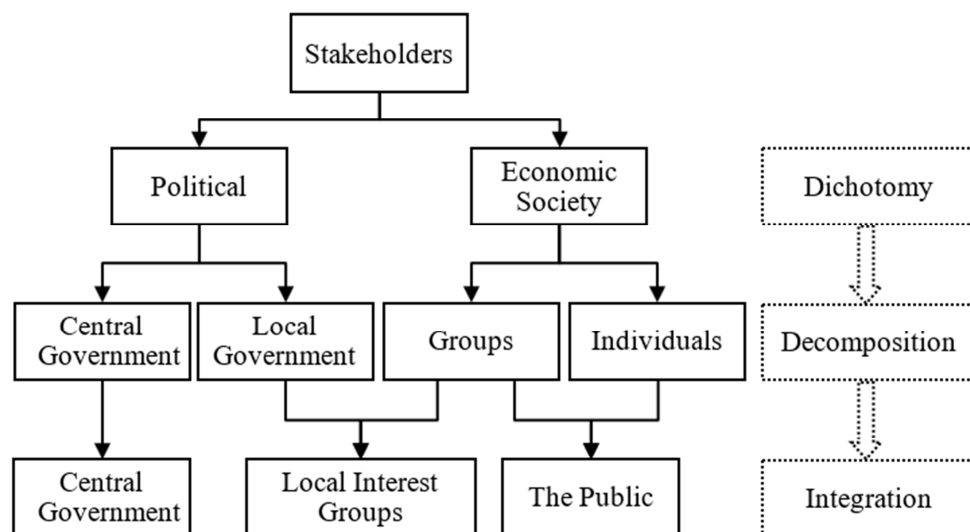 Stakeholders
Political
Economic
Society
Dichotomy
Central
Government
Local
Government
Groups
Individuals
Decomposition
Central
Government
Local Interest
Groups
The Public
Integration